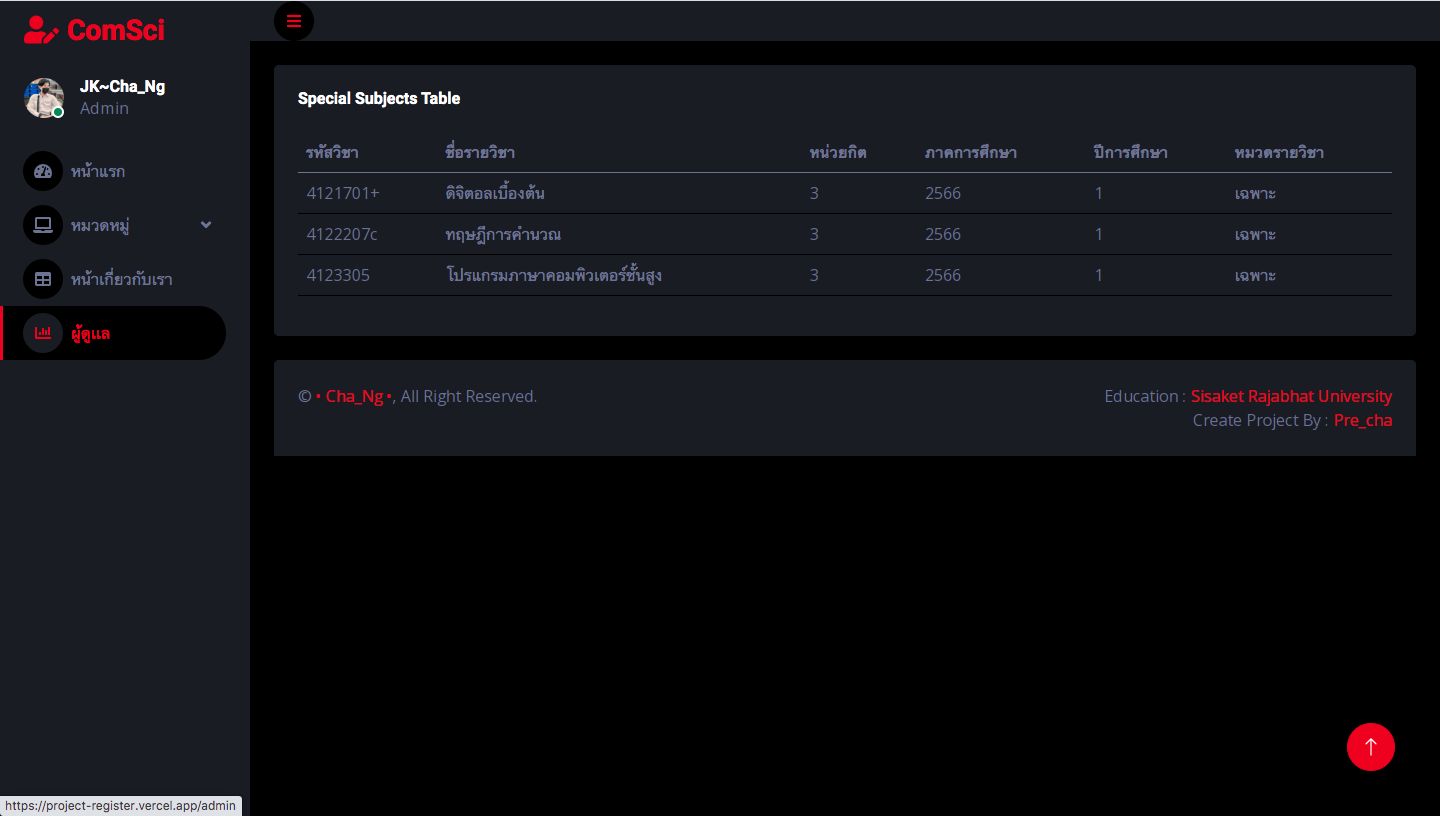 ComSci
JK~Cha_Ng
Admin
หน้าแรก
หมวดหมู่
หน้าเกี่ยวกับเรา
ผู้ดูแล
Special Subjects Table
รหัสวิชา ชื่อรายวิชา หน่วยกิต ภาคการศึกษา ปีการศึกษา หมวดรายวิชา
4121701+ ดิจิตอลเบื้องต้น 3 2566 1 เฉพาะ
4122207c ทฤษฎีการคำนวณ 3 2566 1 เฉพาะ
4123305 โปรแกรมภาษาคอมพิวเตอร์ชั้นสูง 3 2566 1 เฉพาะ
© • Cha_Ng •, All Right Reserved.
Education : Sisaket Rajabhat University
Create Project By : Pre_cha
https://project-register.vercel.app/admin